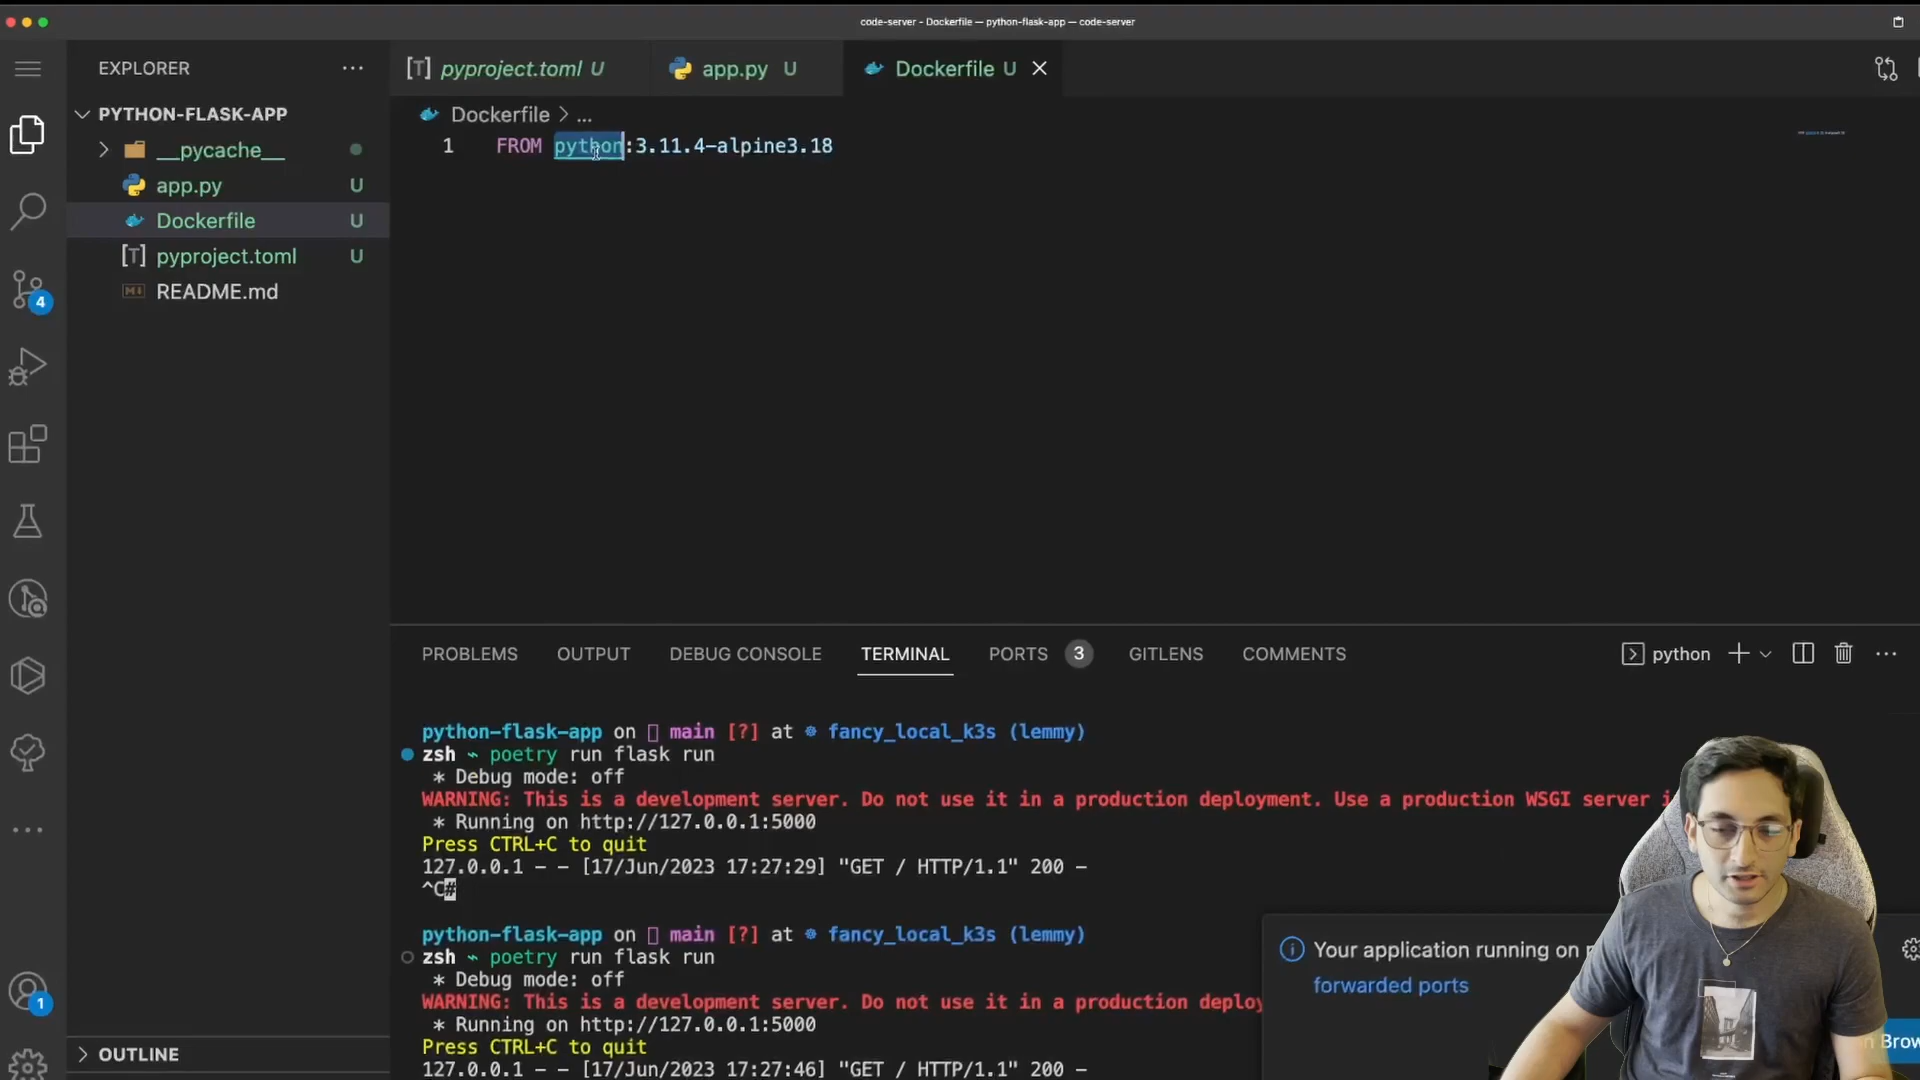 code-server - Dockerfile — python-flask-app — code-server
EXPLORER
PYTHON-FLASK-APP
__pycache__
app.py U
Dockerfile U
pyproject.toml U
README.md
OUTLINE
4
1
pyproject.toml U
app.py U
Dockerfile U
Dockerfile > ...
1 FROM python:3.11.4-alpine3.18
PROBLEMS OUTPUT DEBUG CONSOLE TERMINAL PORTS 3 GITLENS COMMENTS
python
python-flask-app on main [?] at fancy_local_k3s (lemmy)
zsh poetry run flask run
* Debug mode: off
WARNING: This is a development server. Do not use it in a production deployment. Use a production WSGI server
* Running on http://127.0.0.1:5000
Press CTRL+C to quit
127.0.0.1 - - [17/Jun/2023 17:27:29] "GET / HTTP/1.1" 200 -
^C#
python-flask-app on main [?] at fancy_local_k3s (lemmy)
zsh poetry run flask run
* Debug mode: off
WARNING: This is a development server. Do not use it in a production deploy
* Running on http://127.0.0.1:5000
Press CTRL+C to quit
127.0.0.1 - - [17/Jun/2023 17:27:46] "GET / HTTP/1.1" 200 -
Your application running on
forwarded ports
Brow